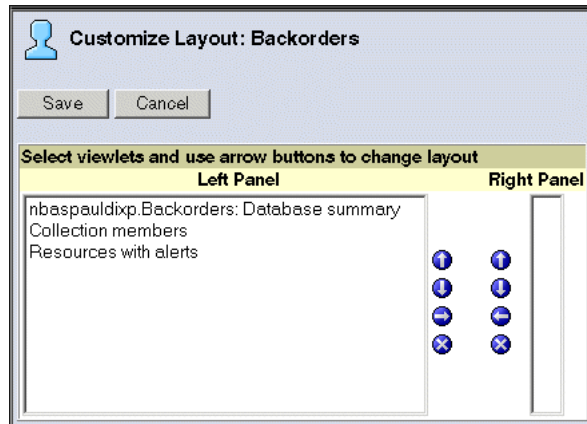 Customize Layout: Backorders
Save Cancel
Select viewlets and use arrow buttons to change layout
Left Panel Right Panel
nbaspauldixp.Backorders: Database summary
Collection members
Resources with alerts